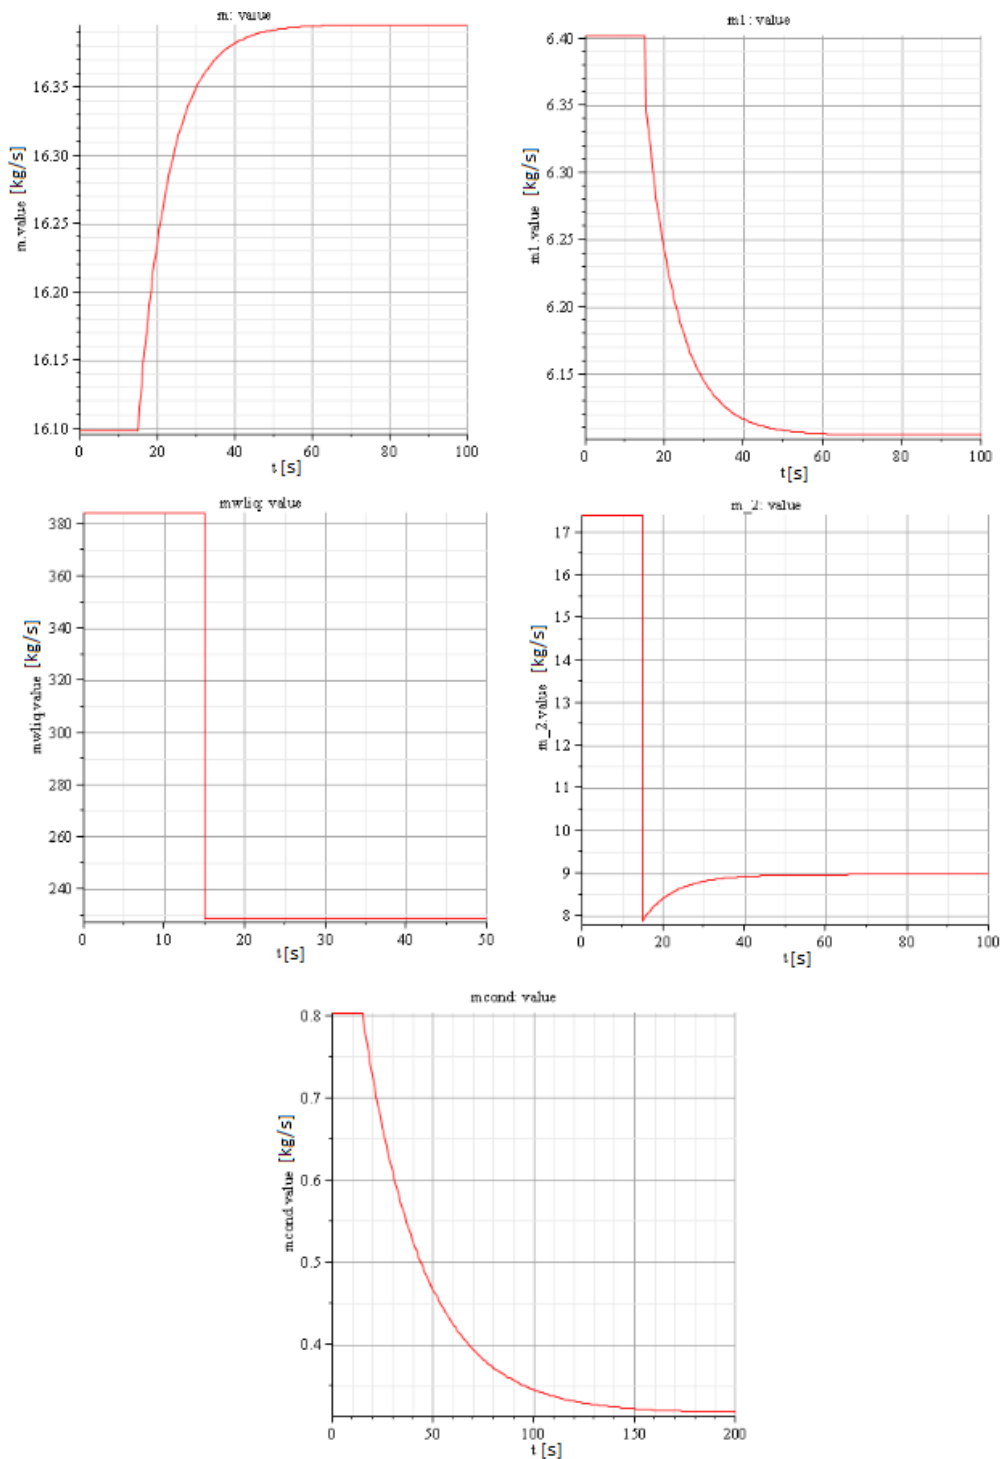 m: value
m1: value
16.35
16.30
16.25
16.20
16.15
16.10
m.value [kg/s]
0 20 40 60 80 100
t [s]
6.40
6.35
6.30
6.25
6.20
6.15
m1.value [kg/s]
0 20 40 60 80 100
t [s]
mwliq: value
m_2: value
380
360
340
320
300
280
260
240
mwliq.value [kg/s]
0 10 20 30 40 50
t [s]
17
16
15
14
13
12
11
10
9
8
m_2.value [kg/s]
0 20 40 60 80 100
t [s]
mcond: value
0.8
0.7
0.6
0.5
0.4
mcond.value [kg/s]
0 50 100 150 200
t [s]